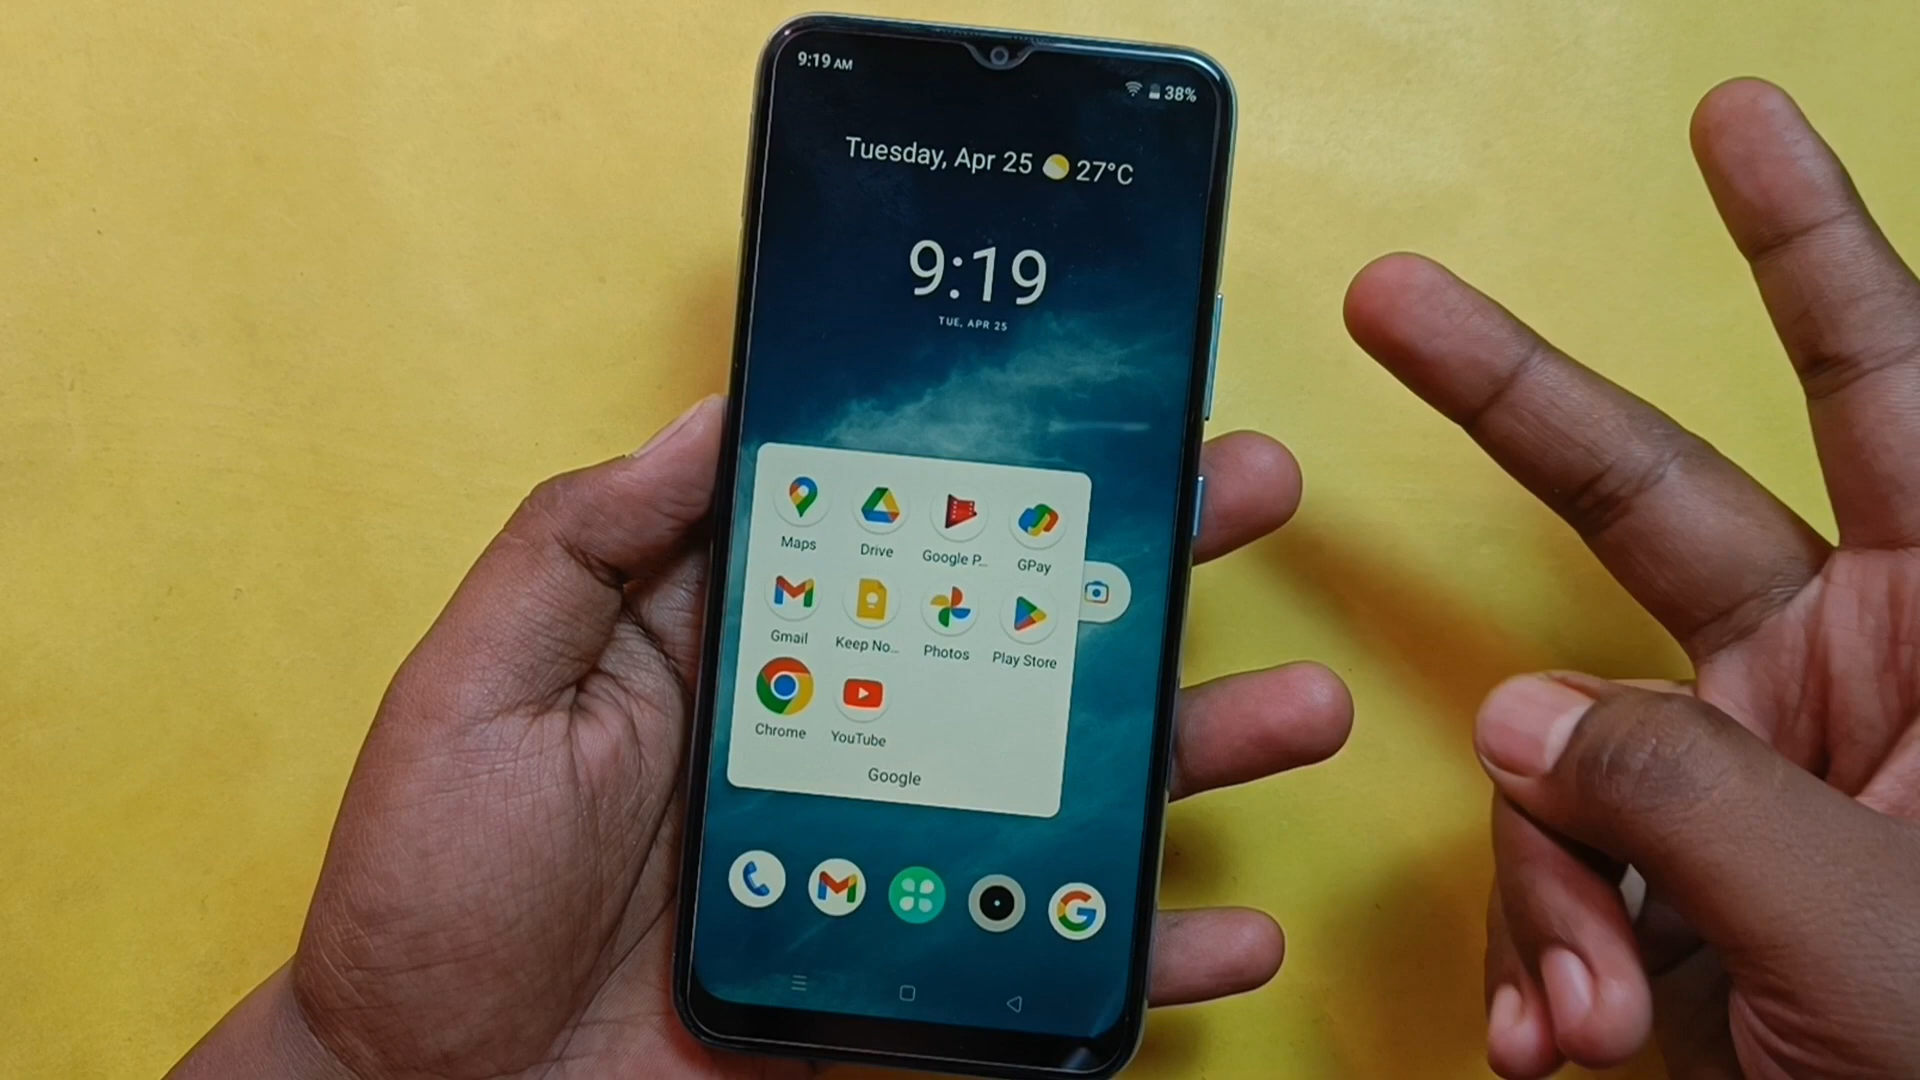 9:19 AM
38%
Tuesday, Apr 25 27°C
9:19
TUE, APR 25
Maps Drive Google P... GPay
Gmail Keep No... Photos Play Store
Chrome YouTube
Google